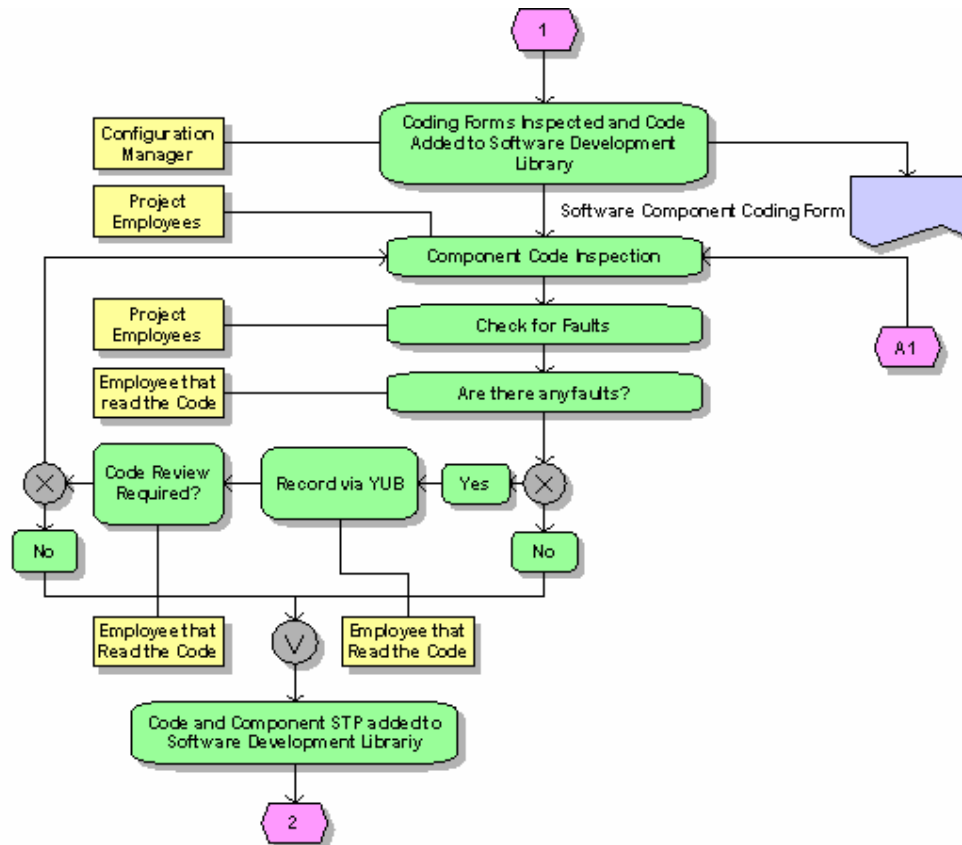 1
Configuration
Manager
Coding Forms Inspected and Code
Added to Software Development
Library
Project
Employees
Software Component Coding Form
Component Code Inspection
Project
Employees
Check for Faults
A1
Employee that
read the Code
Are there any faults?
Code Review
Required?
Record via YUB
Yes
No
No
Employee that
Read the Code
Employee that
Read the Code
V
Code and Component STP added to
Software Development Librariy
2